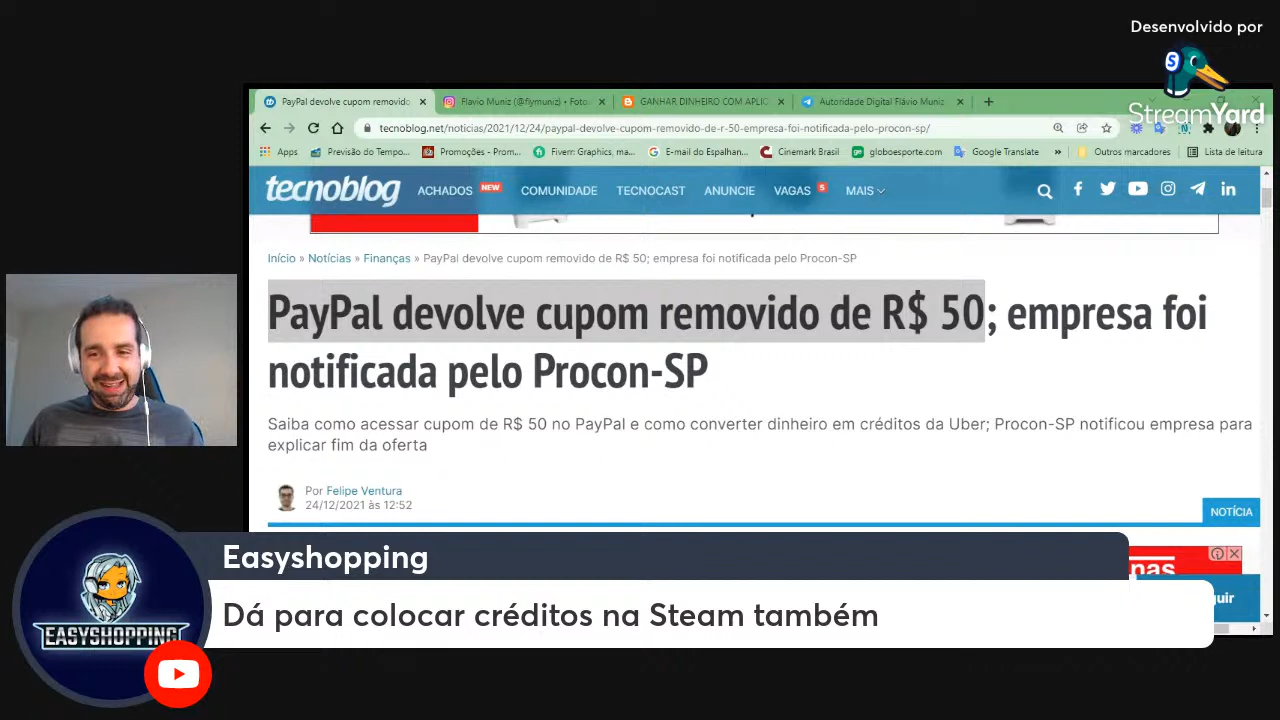 Desenvolvido por
StreamYard
PayPal devolve cupom removido
Flavio Muniz (@flymuniz) • Foto
GANHAR DINHEIRO COM APLIC
Autoridade Digital Flávio Muniz
tecnoblog.net/noticias/2021/12/24/paypal-devolve-cupom-removido-de-r-50-empresa-foi-notificada-pelo-procon-sp/
Apps Previsão do Tempo... Promoções - Prom... Fiverr: Graphics, ma... E-mail do Espalhan... Cinemark Brasil globoesporte.com Google Translate » Outros marcadores Lista de leitura
tecnoblog ACHADOS NEW COMUNIDADE TECNOCAST ANUNCIE VAGAS 5 MAIS
Início » Notícias » Finanças » PayPal devolve cupom removido de R$ 50; empresa foi notificada pelo Procon-SP
PayPal devolve cupom removido de R$ 50; empresa foi
notificada pelo Procon-SP
Saiba como acessar cupom de R$ 50 no PayPal e como converter dinheiro em créditos da Uber; Procon-SP notificou empresa para
explicar fim da oferta
Por Felipe Ventura
24/12/2021 às 12:52
NOTÍCIA
Easyshopping
Dá para colocar créditos na Steam também
EASYSHOPPING